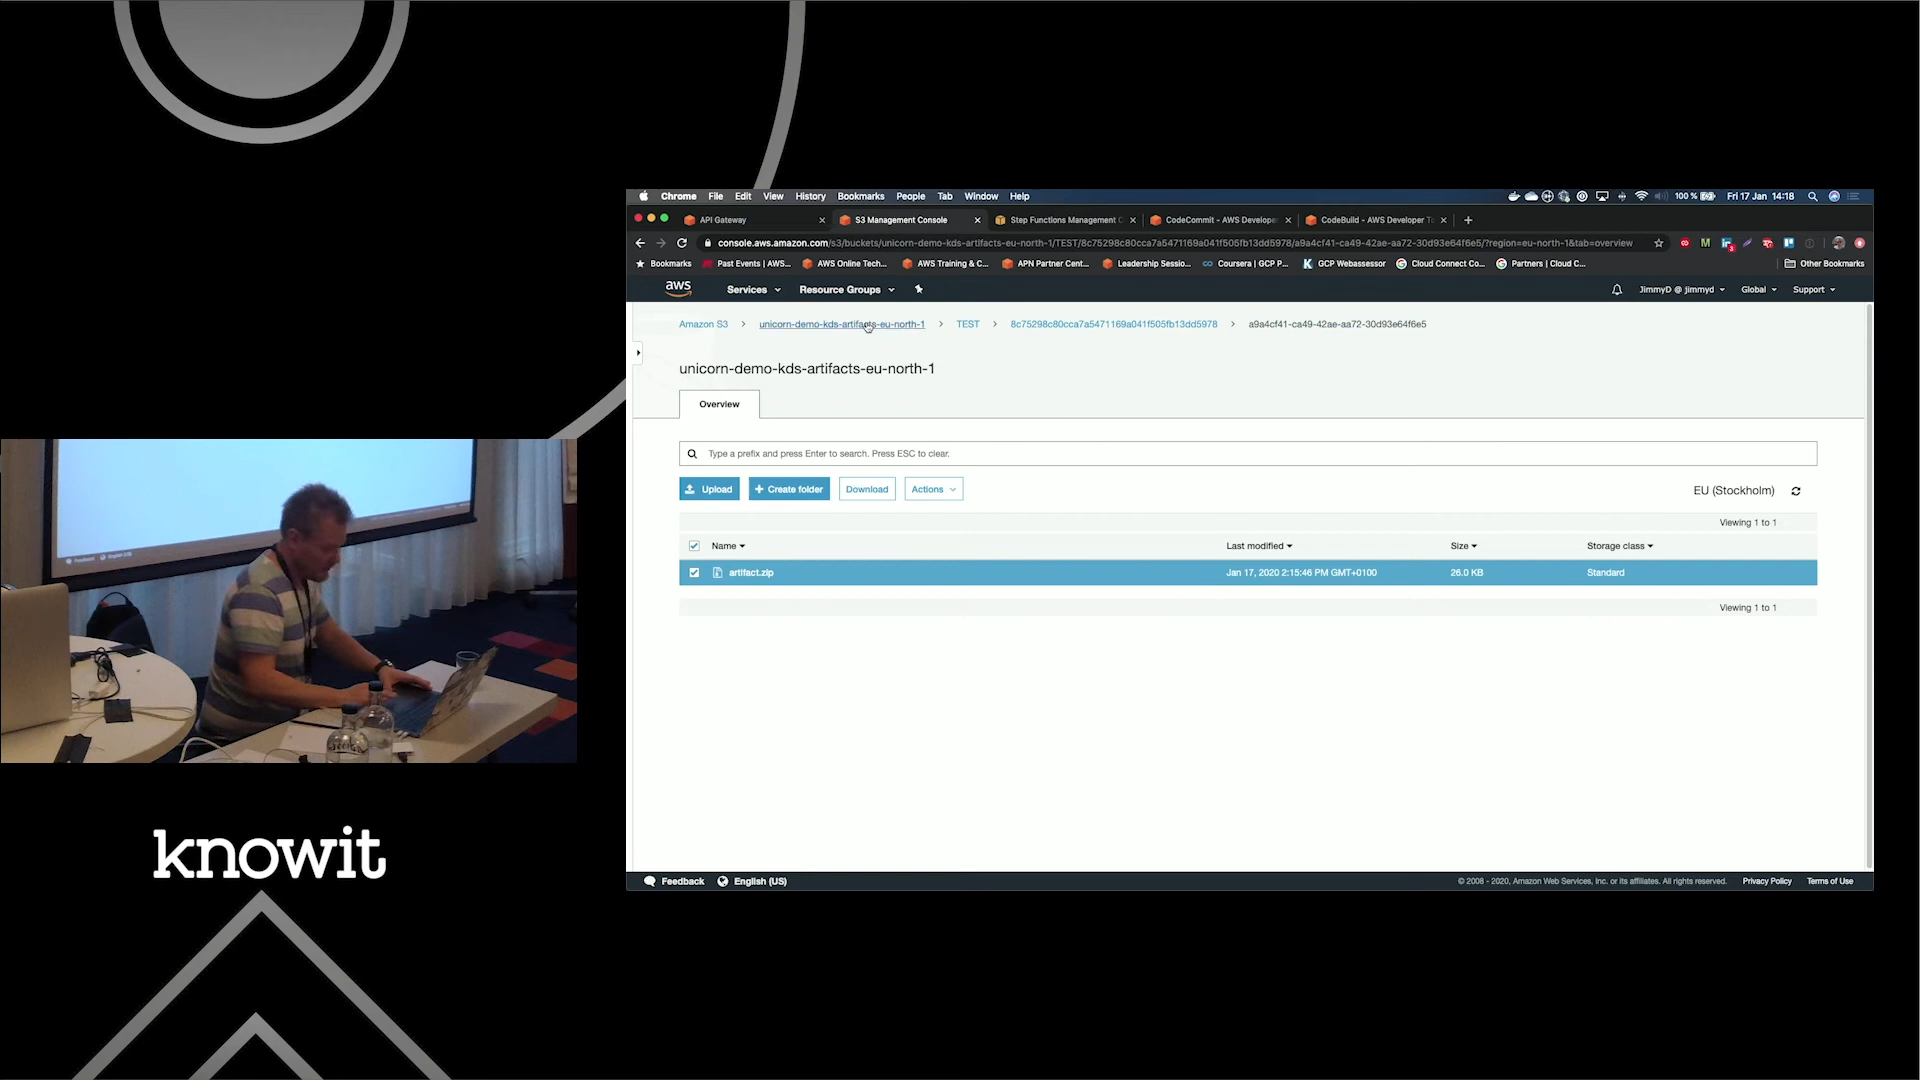 Chrome File Edit View History Bookmarks People Tab Window Help
100 % Fri 17 Jan 14:18
API Gateway
S3 Management Console
Step Functions Management C
CodeCommit - AWS Develope
CodeBuild - AWS Developer T
console.aws.amazon.com/s3/buckets/unicorn-demo-kds-artifacts-eu-north-1/TEST/8c75298c80cca7a5471169a041f505fb13dd5978/a9a4cf41-ca49-42ae-aa72-30d93e64f6e5/?region=eu-north-1&tab=overview
Bookmarks Past Events | AWS... AWS Online Tech... AWS Training & C... APN Partner Cent... Leadership Sessio... Coursera | GCP P... GCP Webassessor Cloud Connect Co... Partners | Cloud C... Other Bookmarks
aws Services Resource Groups JimmyD @ jimmyd Global Support
Amazon S3 > unicorn-demo-kds-artifacts-eu-north-1 > TEST > 8c75298c80cca7a5471169a041f505fb13dd5978 > a9a4cf41-ca49-42ae-aa72-30d93e64f6e5
unicorn-demo-kds-artifacts-eu-north-1
Overview
Type a prefix and press Enter to search. Press ESC to clear.
Upload + Create folder Download Actions EU (Stockholm)
Viewing 1 to 1
Name Last modified Size Storage class
artifact.zip Jan 17, 2020 2:15:46 PM GMT+0100 26.0 KB Standard
Viewing 1 to 1
Feedback English (US) © 2008 - 2020, Amazon Web Services, Inc. or its affiliates. All rights reserved. Privacy Policy Terms of Use
knowit